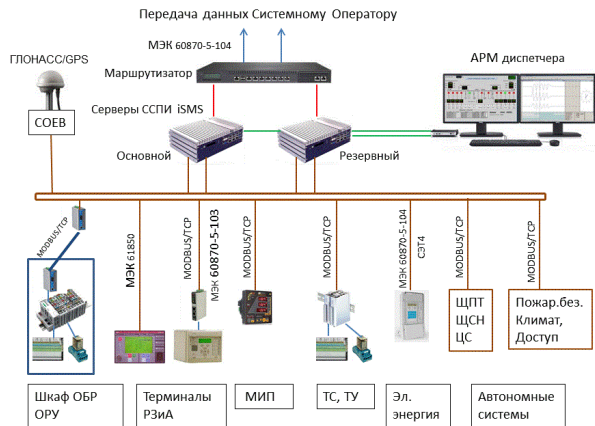 Передача данных Системному Оператору
МЭК 60870-5-104
ГЛОНАСС/GPS
Маршрутизатор
АРМ диспетчера
Серверы ССПИ iSMS
СОЕВ
Основной
Резервный
MODBUS/TCP
МЭК 61850
MODBUS/TCP
МЭК 60870-5-103
MODBUS/TCP
MODBUS/TCP
МЭК 60870-5-104
СЭТ4
MODBUS/TCP
MODBUS/TCP
ЩПТ
ЩСН
ЦС
Пожар.без.
Климат,
Доступ
Шкаф ОБР
ОРУ
Терминалы
РЗиА
МИП
ТС, ТУ
Эл.
энергия
Автономные
системы